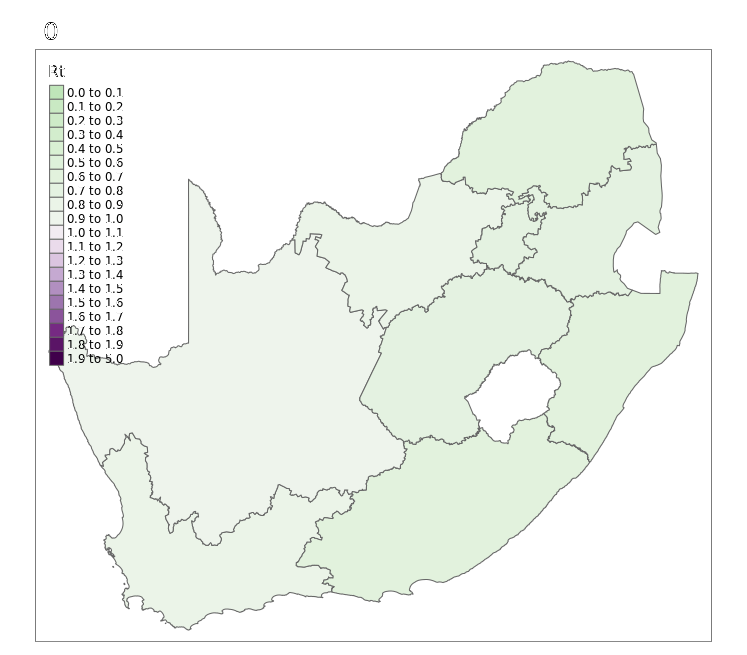 0
Rt
0.0 to 0.1
0.1 to 0.2
0.2 to 0.3
0.3 to 0.4
0.4 to 0.5
0.5 to 0.6
0.6 to 0.7
0.7 to 0.8
0.8 to 0.9
0.9 to 1.0
1.0 to 1.1
1.1 to 1.2
1.2 to 1.3
1.3 to 1.4
1.4 to 1.5
1.5 to 1.6
1.6 to 1.7
1.7 to 1.8
1.8 to 1.9
1.9 to 5.0